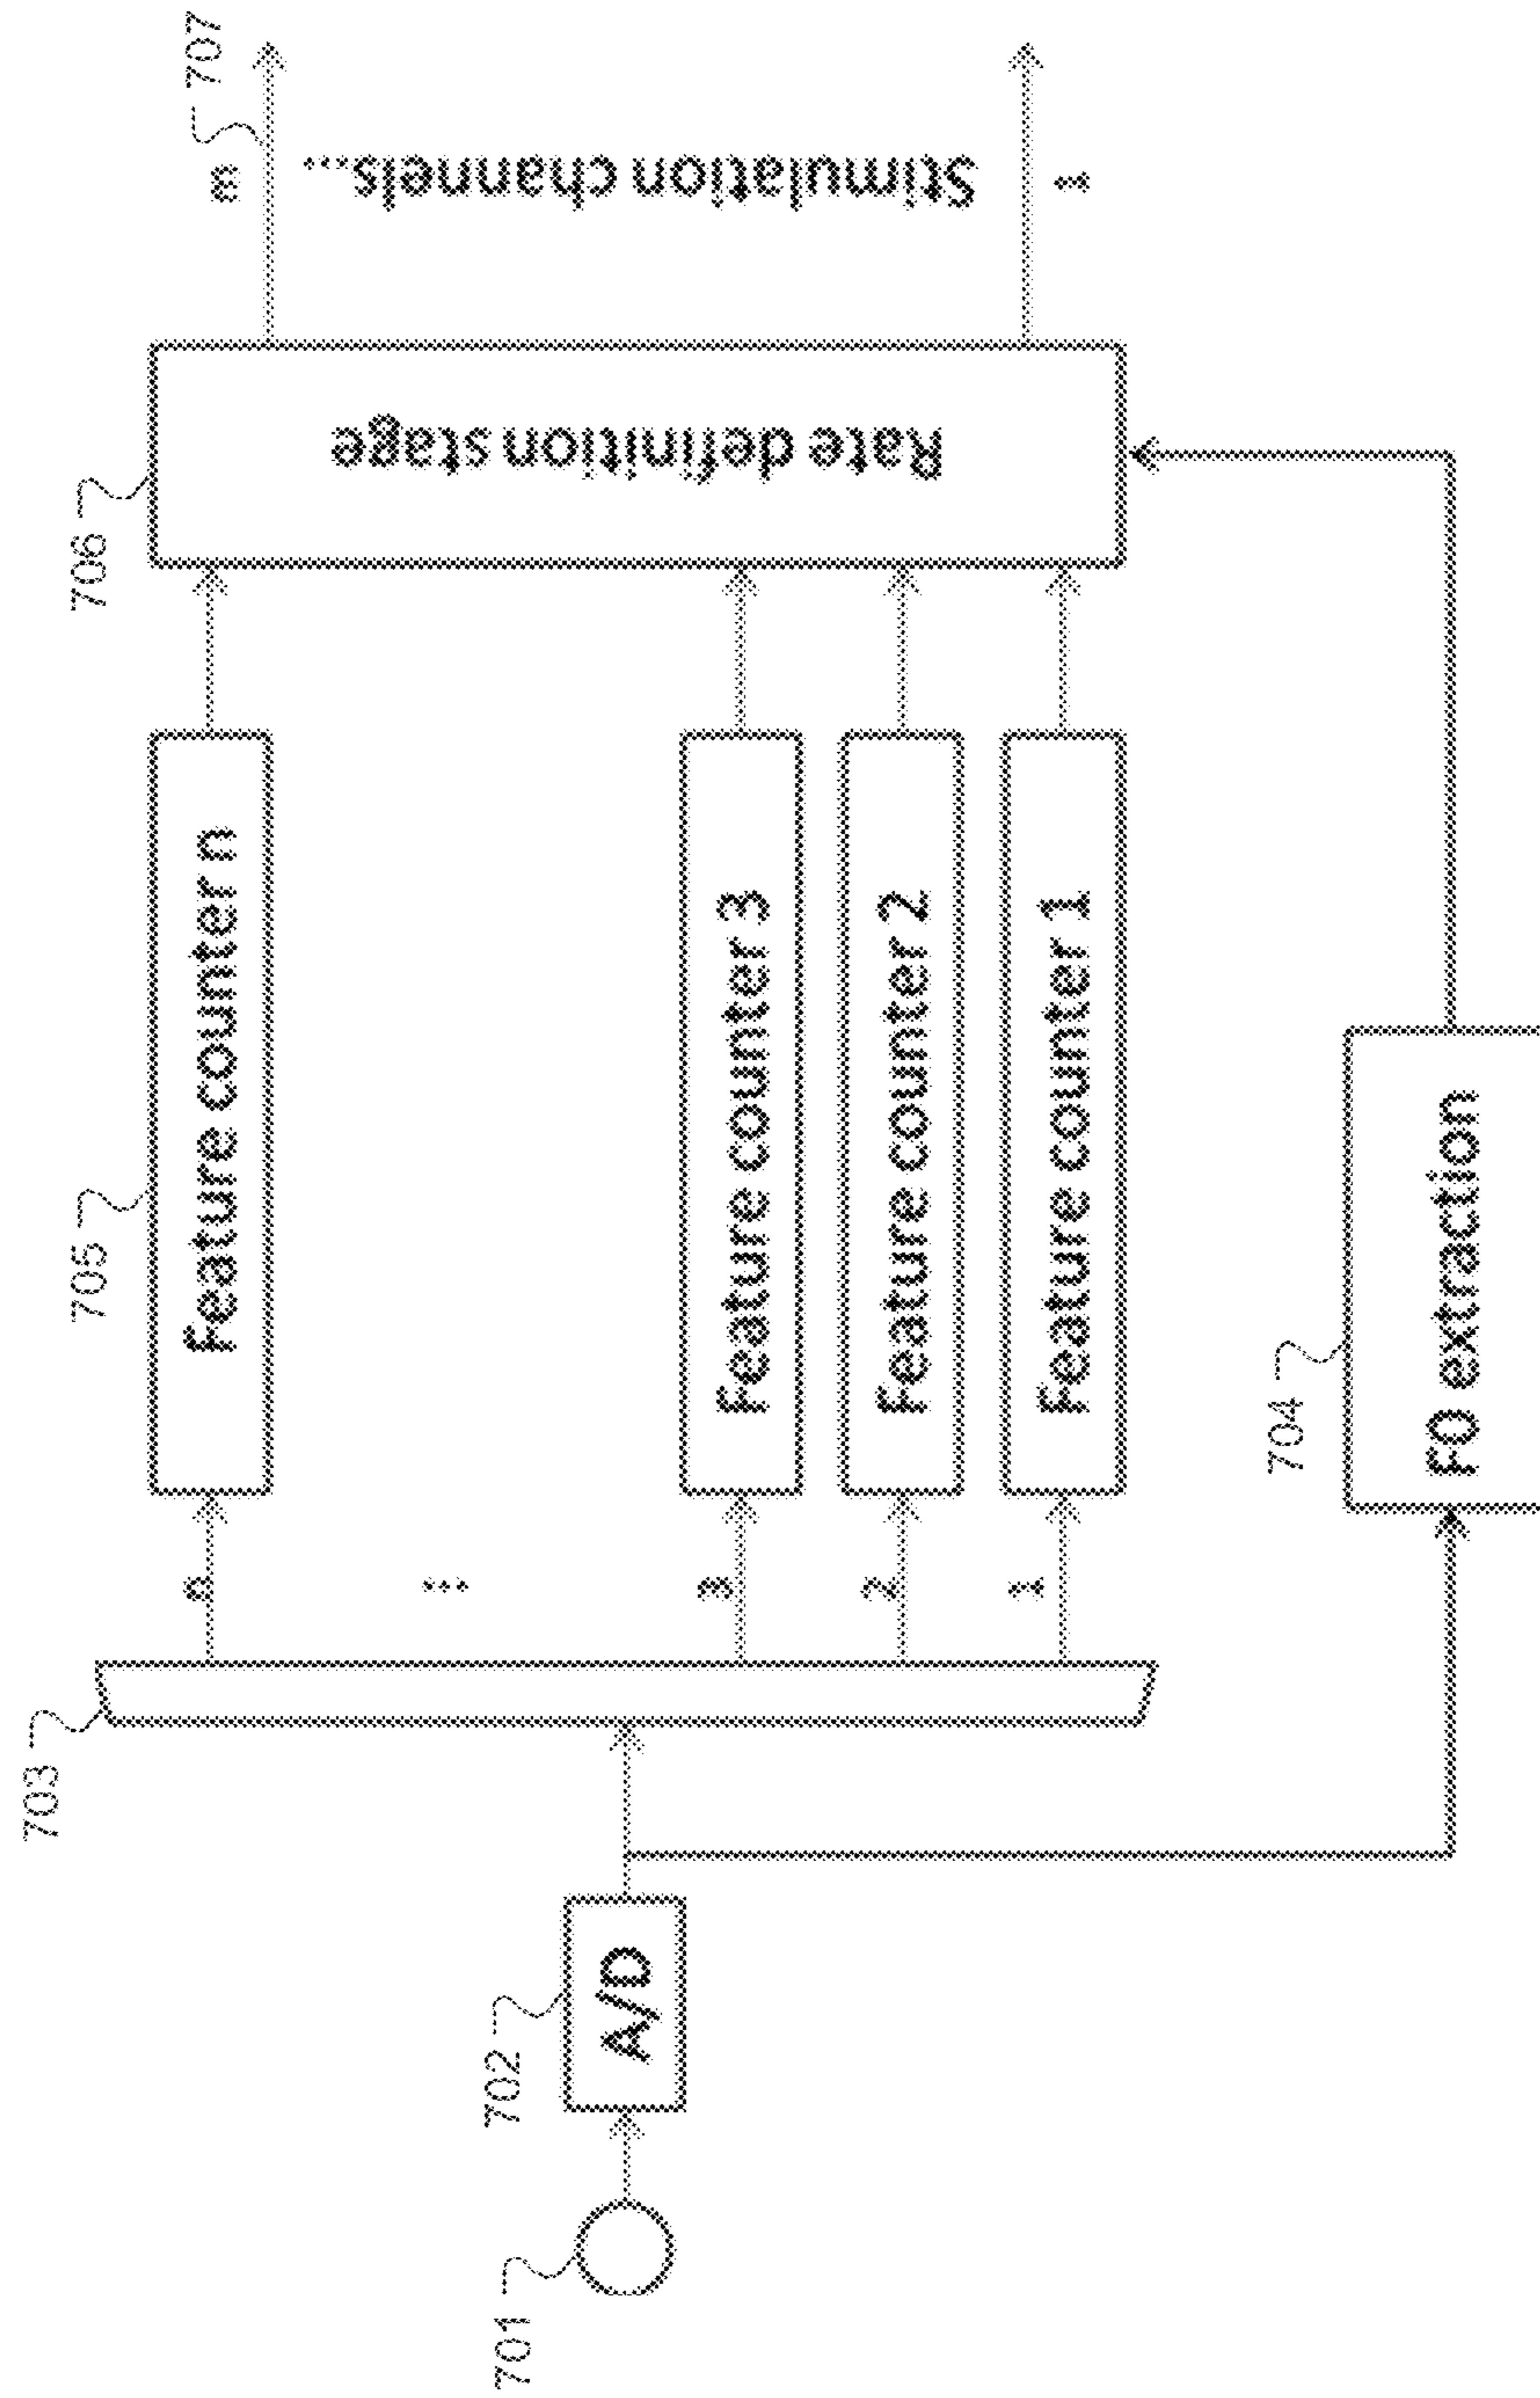 701
702
A/D
703
n
...
3
2
1
705
Feature counter n
Feature counter 3
Feature counter 2
Feature counter 1
704
F0 extraction
706
Rate definition stage
707
m
Stimulation channels...
1